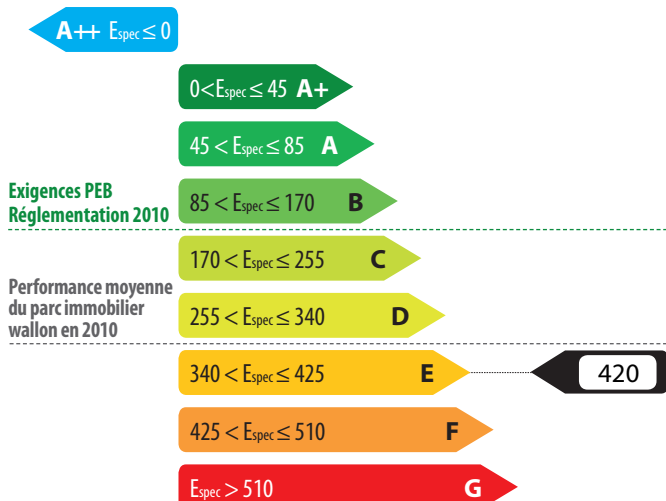 A++ Espec ≤ 0
0 < Espec ≤ 45 A+
45 < Espec ≤ 85 A
Exigences PEB
Réglementation 2010
85 < Espec ≤ 170 B
170 < Espec ≤ 255 C
Performance moyenne
du parc immobilier
wallon en 2010
255 < Espec ≤ 340 D
340 < Espec ≤ 425 E 420
425 < Espec ≤ 510 F
Espec > 510 G